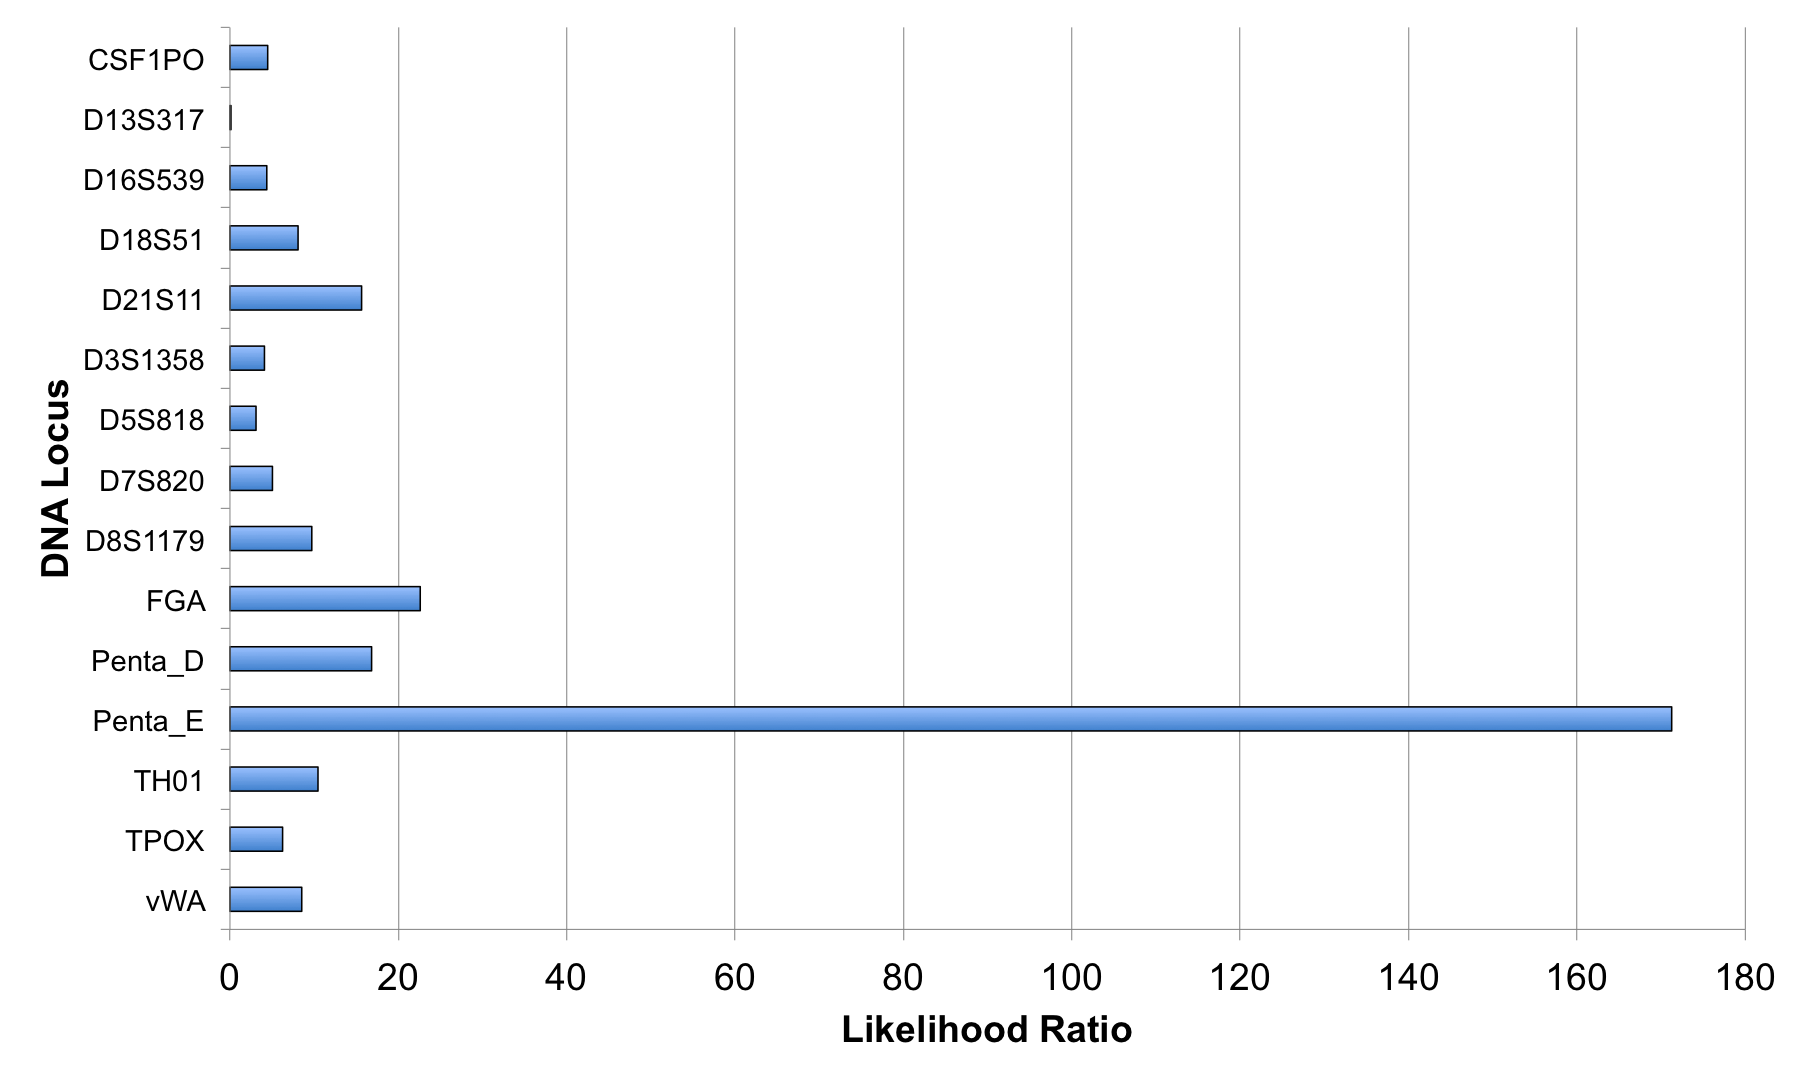 CSF1PO
D13S317
D16S539
D18S51
D21S11
D3S1358
D5S818
D7S820
D8S1179
FGA
Penta_D
Penta_E
TH01
TPOX
vWA
DNA Locus
0 20 40 60 80 100 120 140 160 180
Likelihood Ratio